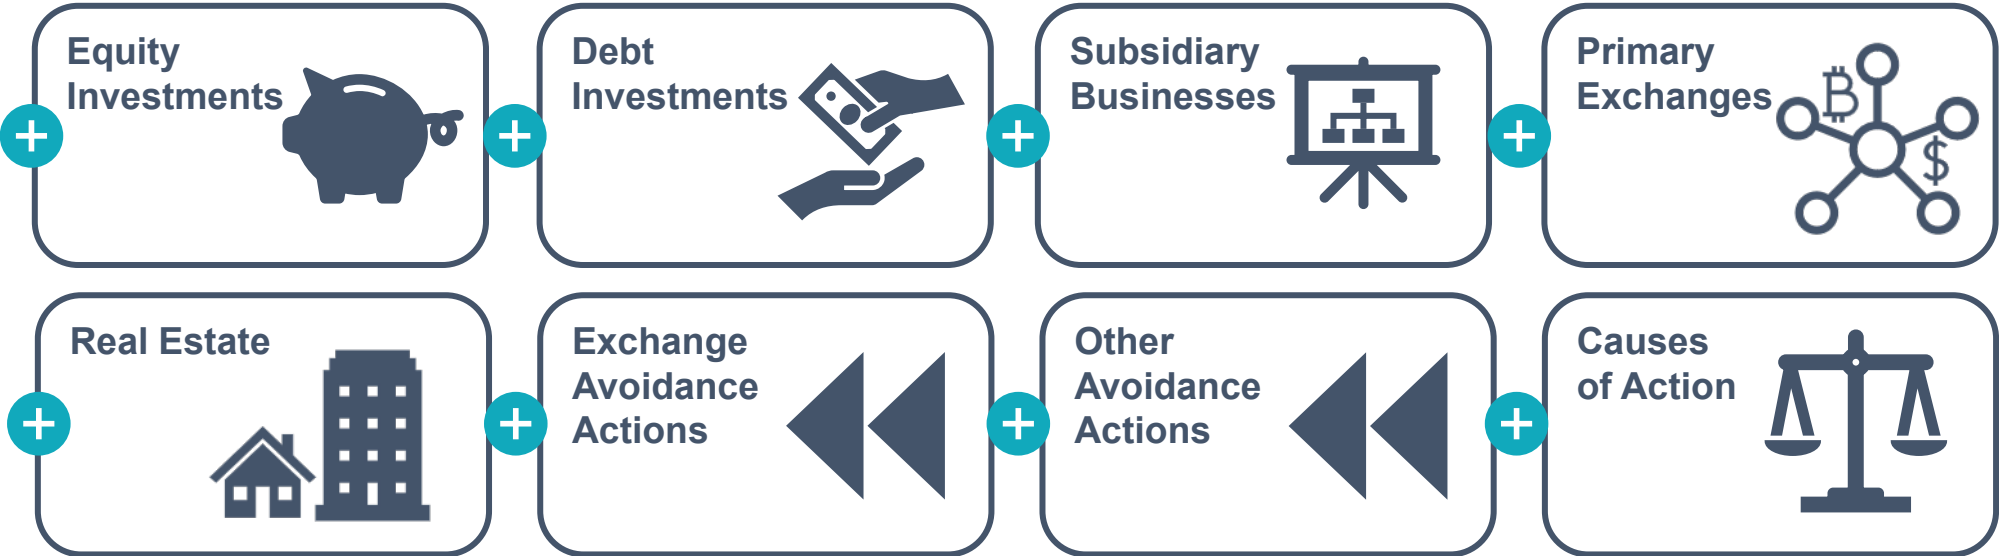 Equity
Investments
Debt
Investments
Subsidiary
Businesses
Primary
Exchanges
Real Estate
Exchange
Avoidance
Actions
Other
Avoidance
Actions
Causes
of Action